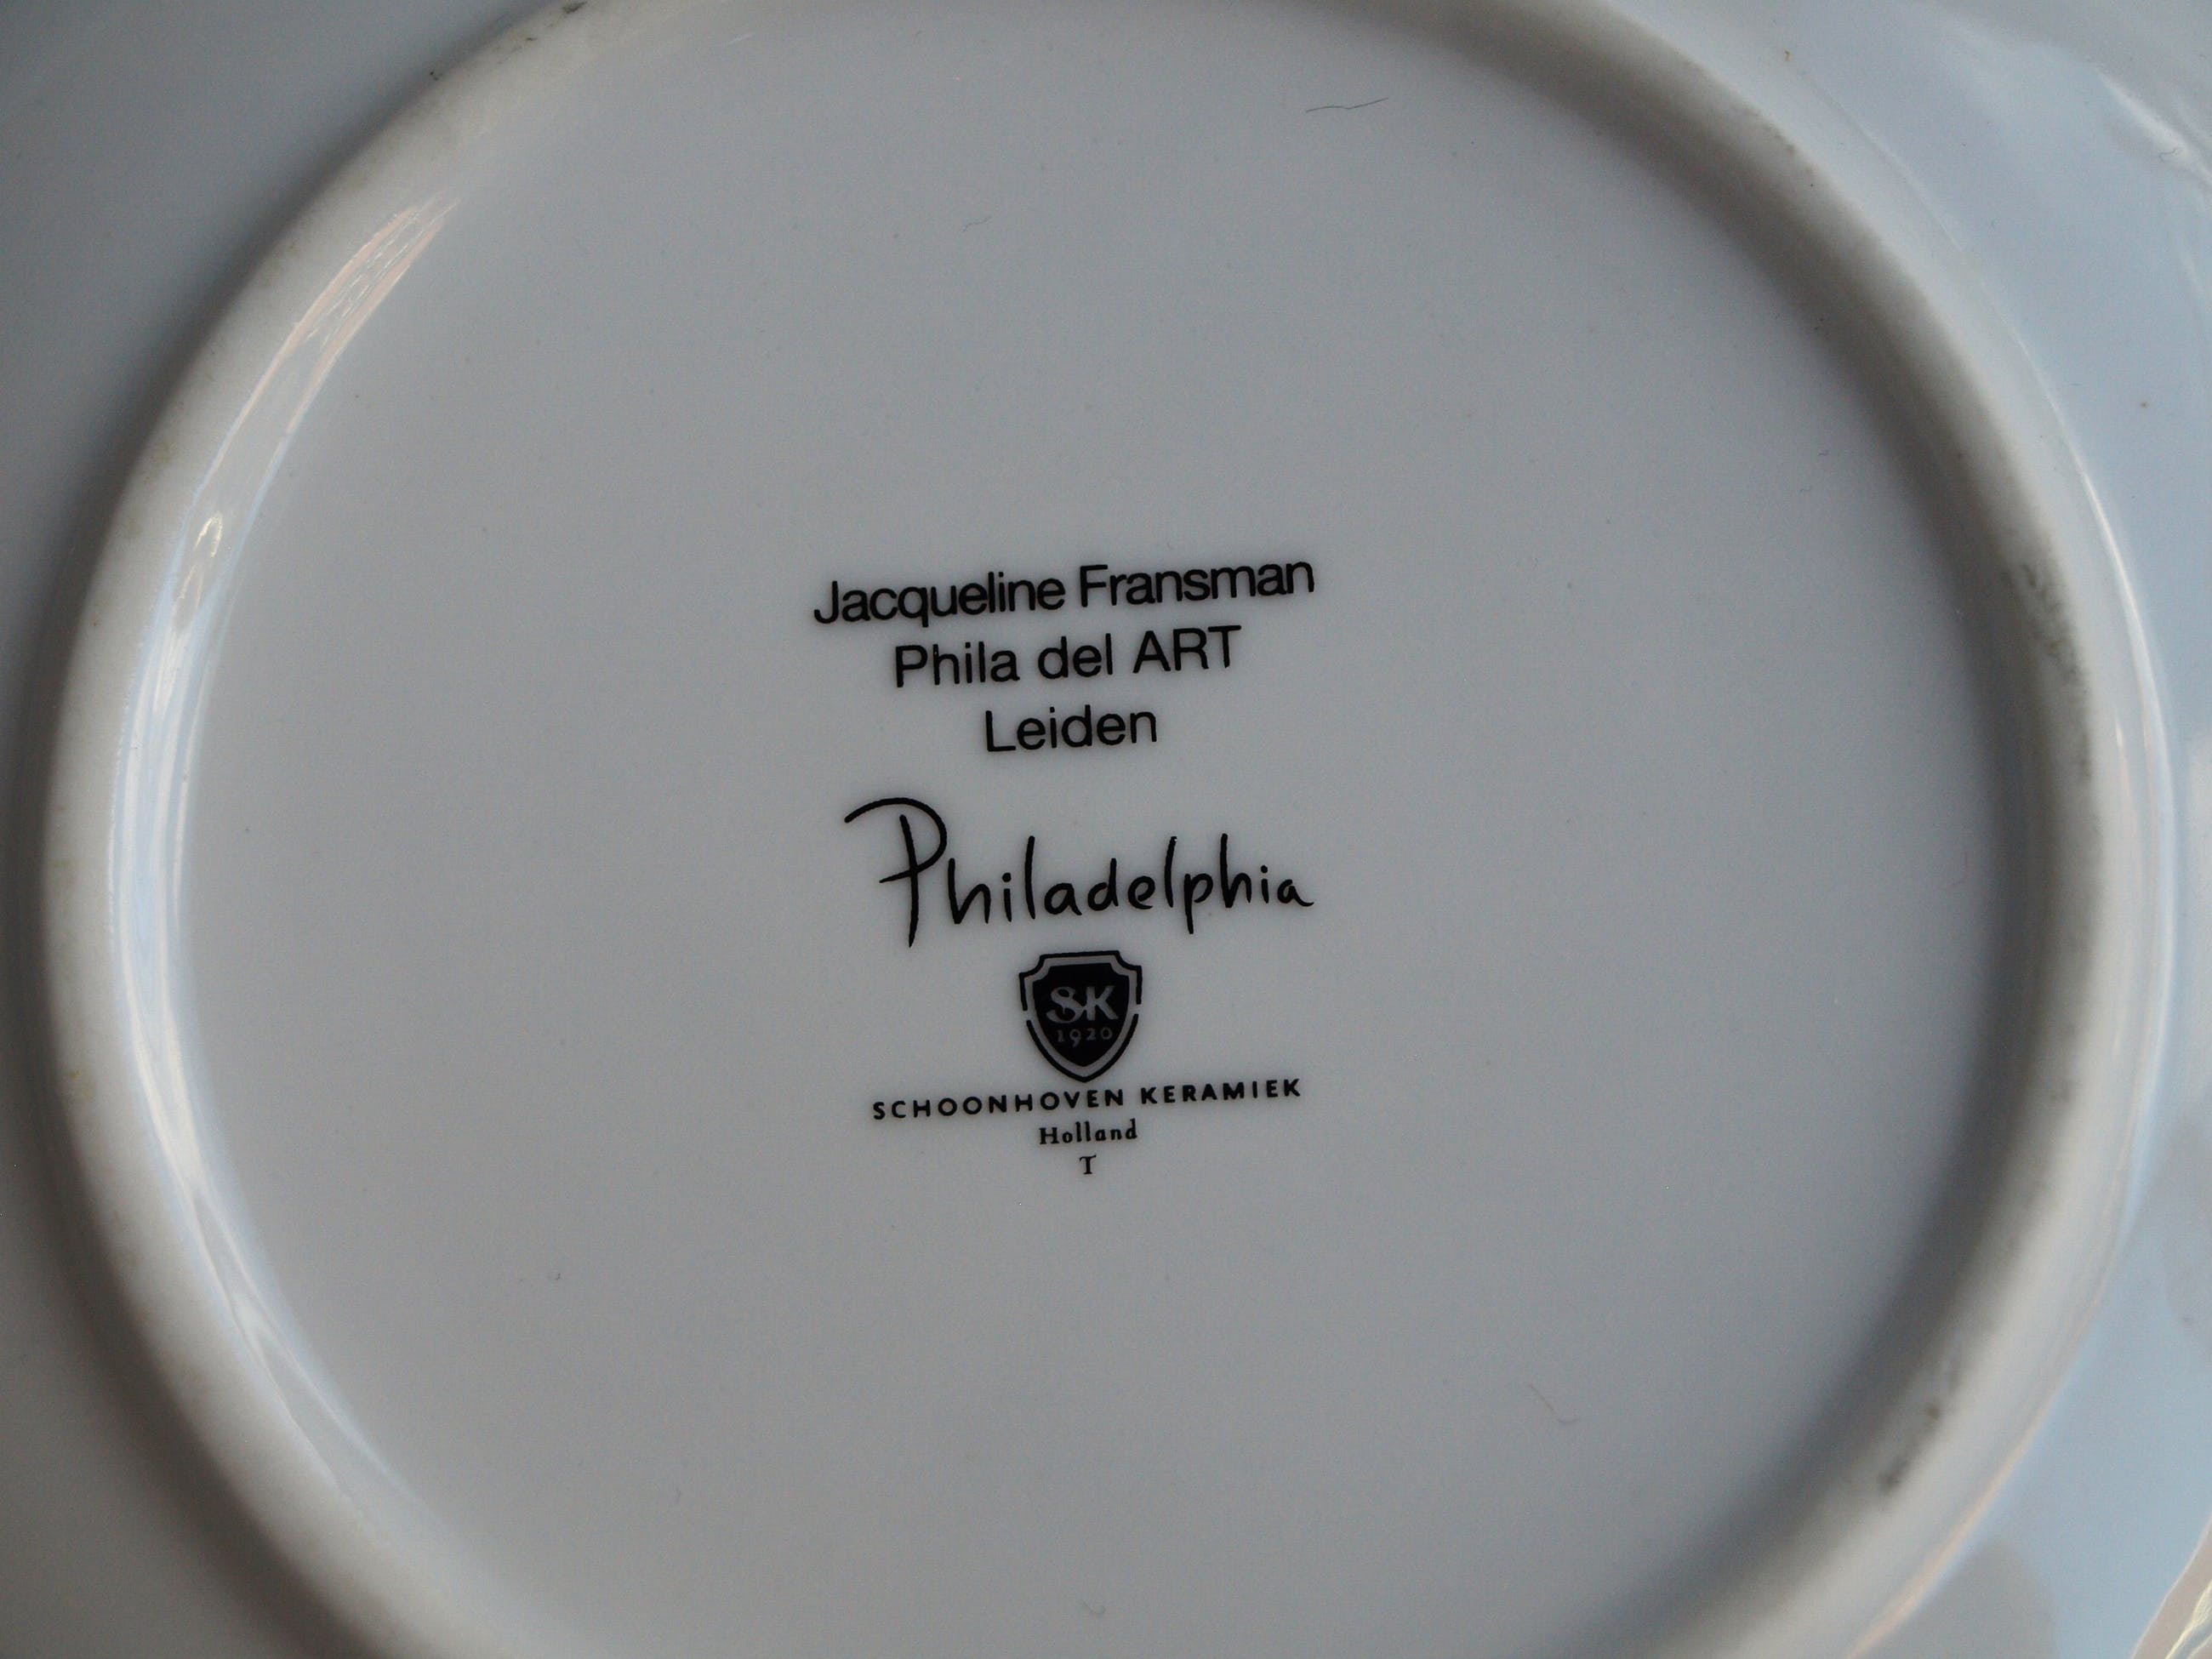 Jacqueline Fransman
Phila del ART
Leiden
Philadelphia
SK
1920
SCHOONHOVEN KERAMIEK
Holland
T